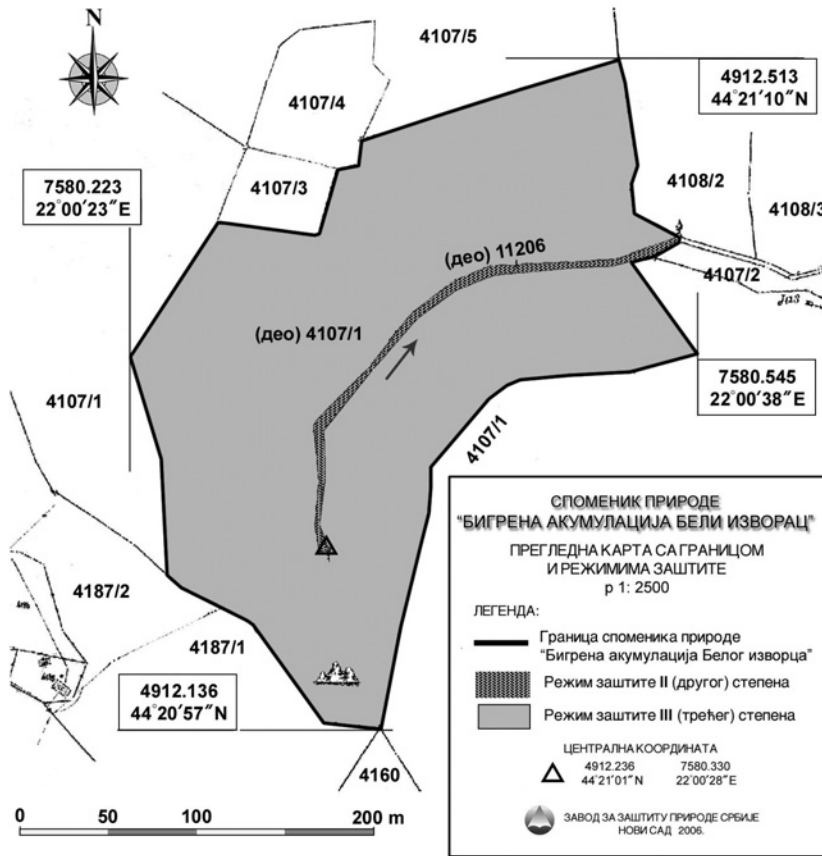 N
4107/5
4912.513
44°21′10″N
4107/4
7580.223
22°00′23″E
4107/3
4108/2
4108/3
(део) 11206
4107/2
(део) 4107/1
7580.545
22°00′38″E
4107/1
4107/1
4187/2
4187/1
4912.136
44°20′57″N
4160
0 50 100 200 m
СПОМЕНИК ПРИРОДЕ
“БИГРЕНА АКУМУЛАЦИЈА БЕЛИ ИЗВОРАЦ”
ПРЕГЛЕДНА КАРТА СА ГРАНИЦОМ
И РЕЖИМИМА ЗАШТИТЕ
р 1: 2500
ЛЕГЕНДА:
Граница споменика природе
“Бигрена акумулација Белог изворца”
Режим заштите II (другог) степена
Режим заштите III (трећег) степена
ЦЕНТРАЛНА КООРДИНАТА
4912.236 7580.330
44°21′01″N 22°00′28″E
ЗАВОД ЗА ЗАШТИТУ ПРИРОДЕ СРБИЈЕ
НОВИ САД 2006.